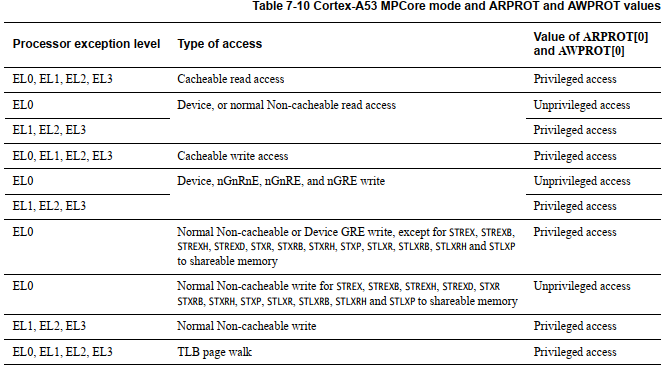 Table 7-10 Cortex-A53 MPCore mode and ARPROT and AWPROT values
Processor exception level Type of access Value of ARPROT[0]
and AWPROT[0]
EL0, EL1, EL2, EL3 Cacheable read access Privileged access
EL0 Device, or normal Non-cacheable read access Unprivileged access
EL1, EL2, EL3 Privileged access
EL0, EL1, EL2, EL3 Cacheable write access Privileged access
EL0 Device, nGnRnE, nGnRE, and nGRE write Unprivileged access
EL1, EL2, EL3 Privileged access
EL0 Normal Non-cacheable or Device GRE write, except for STREX, STREXB, Privileged access
STREXH, STREXD, STXR, STXRB, STXRH, STXP, STLXR, STLXRB, STLXRH and STLXP
to shareable memory
EL0 Normal Non-cacheable write for STREX, STREXB, STREXH, STREXD, STXR Unprivileged access
STXRB, STXRH, STXP, STLXR, STLXRB, STLXRH and STLXP to shareable memory
EL1, EL2, EL3 Normal Non-cacheable write Privileged access
EL0, EL1, EL2, EL3 TLB page walk Privileged access